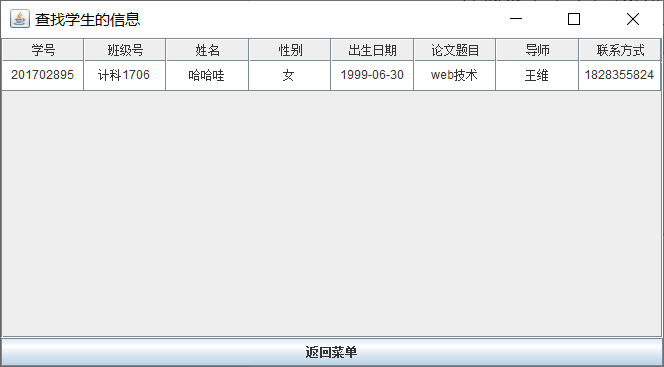 查找学生的信息
学号 班级号 姓名 性别 出生日期 论文题目 导师 联系方式
201702895 计科1706 哈哈哇 女 1999-06-30 web技术 王维 1828355824
返回菜单